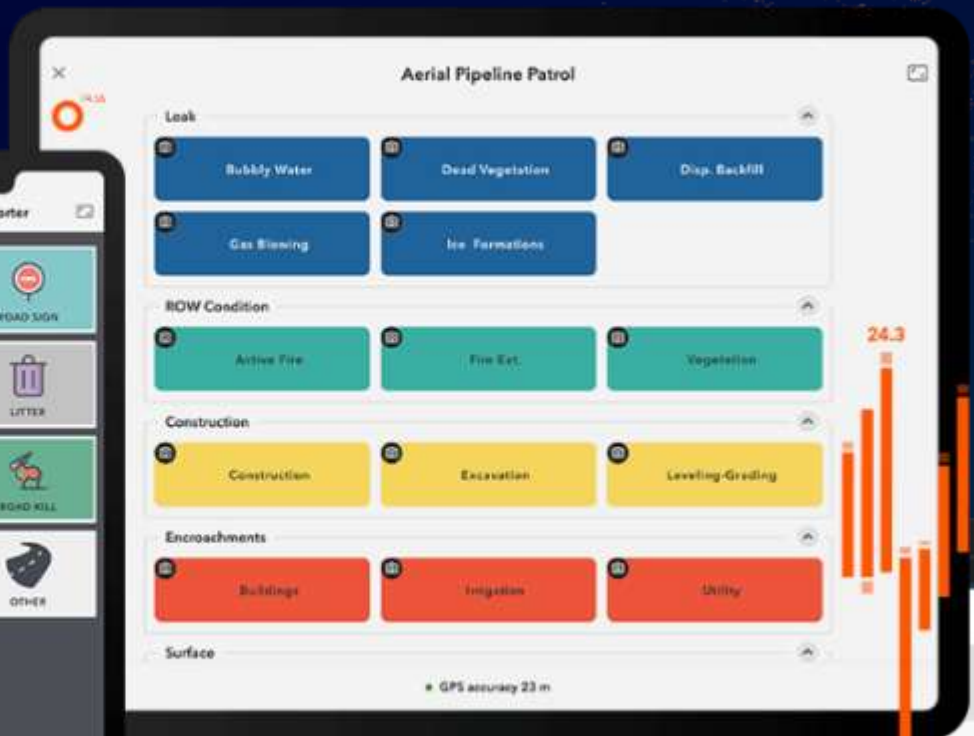 Aerial Pipeline Patrol
Leak
Bubbly Water
Dead Vegetation
Disp. Backfill
Gas Blowing
Ice Formations
ROW Condition
Active Fire
Fire Ext.
Vegetation
Construction
Construction
Excavation
Leveling-Grading
Encroachments
Buildings
Irrigation
Utility
Surface
GPS accuracy 23 m
24.3
orter
ROAD SIGN
LITTER
ROAD KILL
OTHER